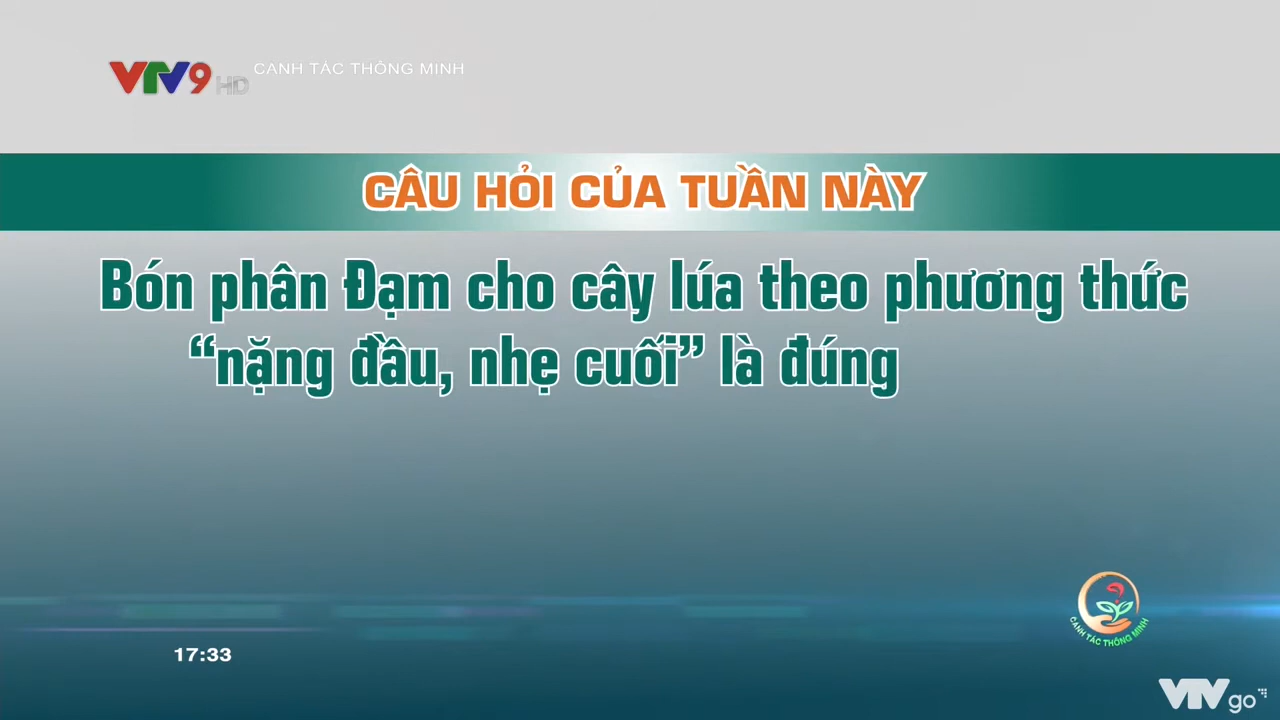 VTV9 HD CANH TÁC THÔNG MINH
CÂU HỎI CỦA TUẦN NÀY
Bón phân Đạm cho cây lúa theo phương thức
“nặng đầu, nhẹ cuối” là đúng
CANH TÁC THÔNG MINH
17:33
VTVgo